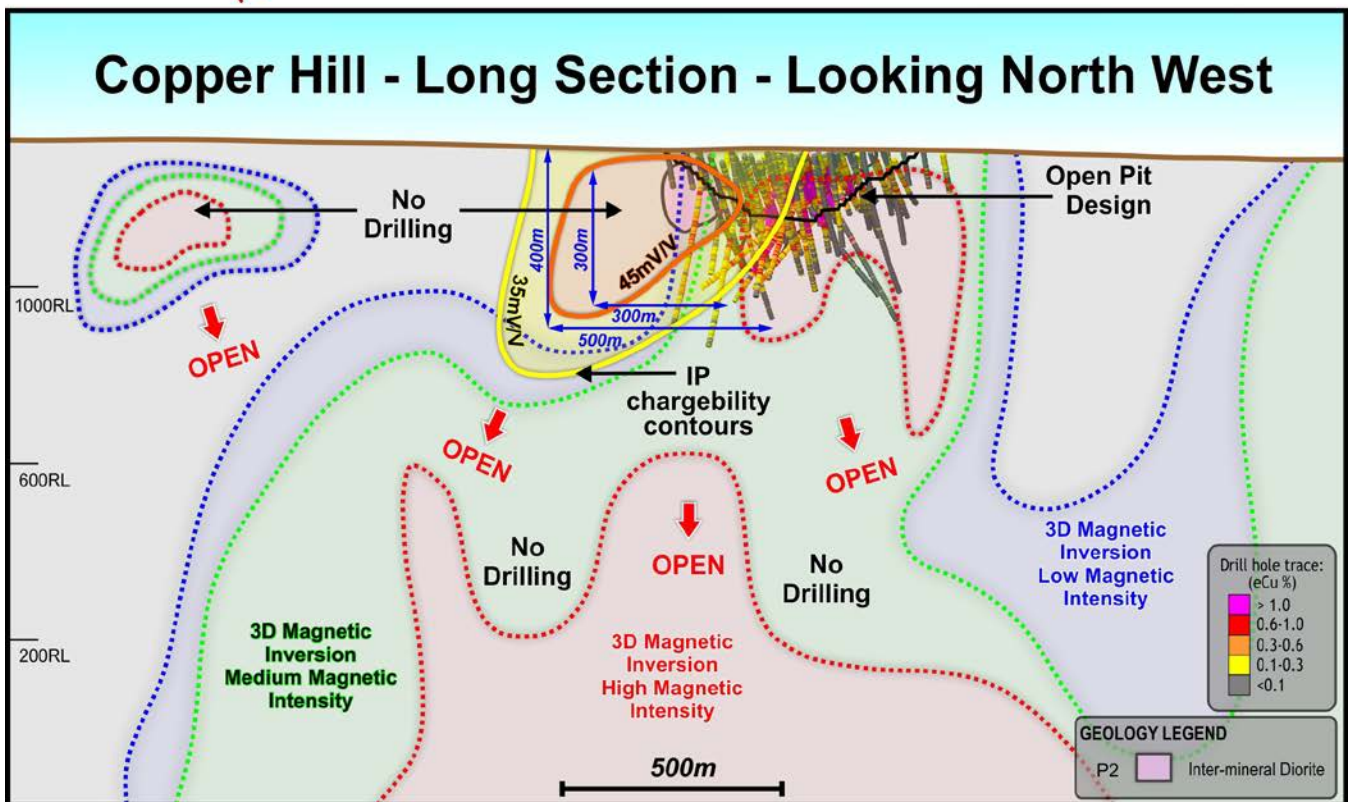 Copper Hill - Long Section - Looking North West
No
Drilling
Open Pit
Design
400m
300m
45mV/V
35mV/V
300m
500m
1000RL
OPEN
IP
chargebility
contours
OPEN
OPEN
600RL
No
Drilling
OPEN
No
Drilling
3D Magnetic
Inversion
Low Magnetic
Intensity
Drill hole trace:
(eCu %)
> 1.0
0.6-1.0
0.3-0.6
0.1-0.3
<0.1
200RL
3D Magnetic
Inversion
Medium Magnetic
Intensity
3D Magnetic
Inversion
High Magnetic
Intensity
500m
GEOLOGY LEGEND
P2 Inter-mineral Diorite